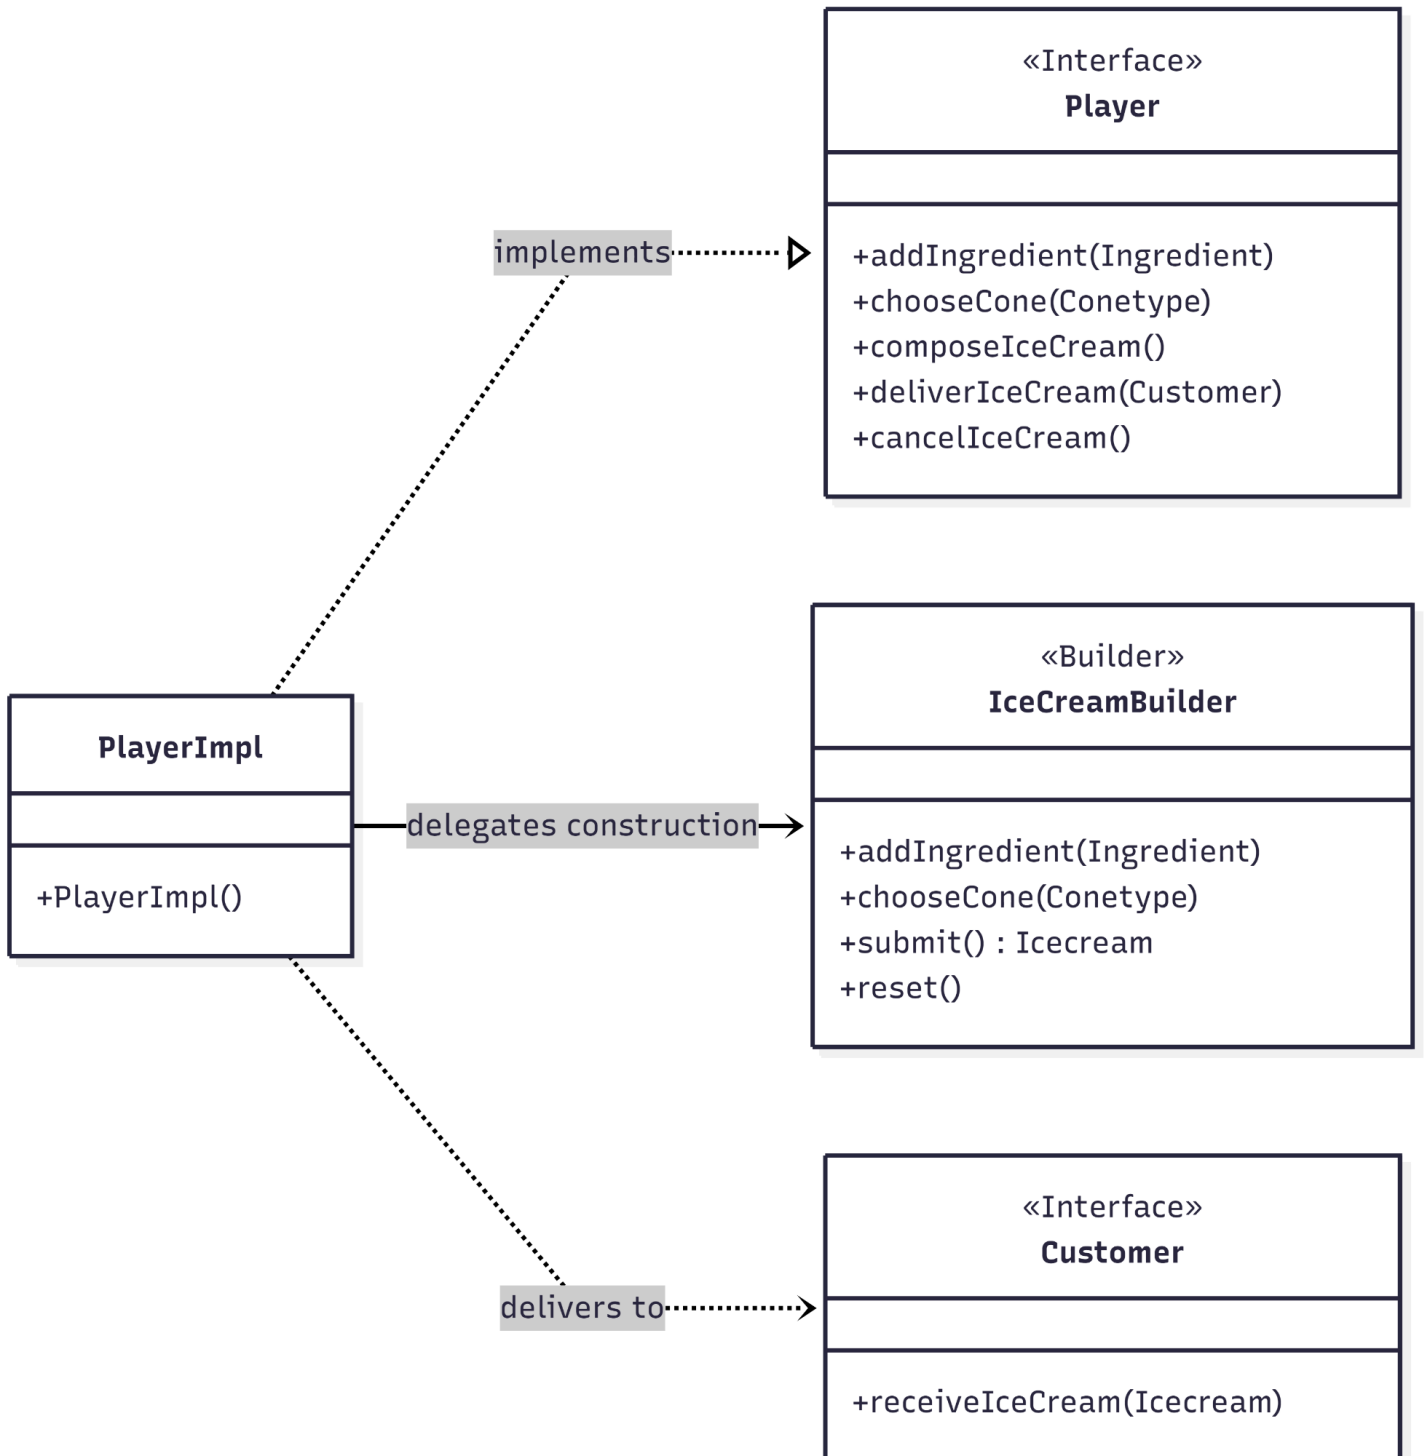 «Interface»
Player
+addIngredient(Ingredient)
+chooseCone(Conetype)
+composeIceCream()
+deliverIceCream(Customer)
+cancelIceCream()
implements
PlayerImpl
+PlayerImpl()
delegates construction
«Builder»
IceCreamBuilder
+addIngredient(Ingredient)
+chooseCone(Conetype)
+submit() : Icecream
+reset()
delivers to
«Interface»
Customer
+receiveIceCream(Icecream)